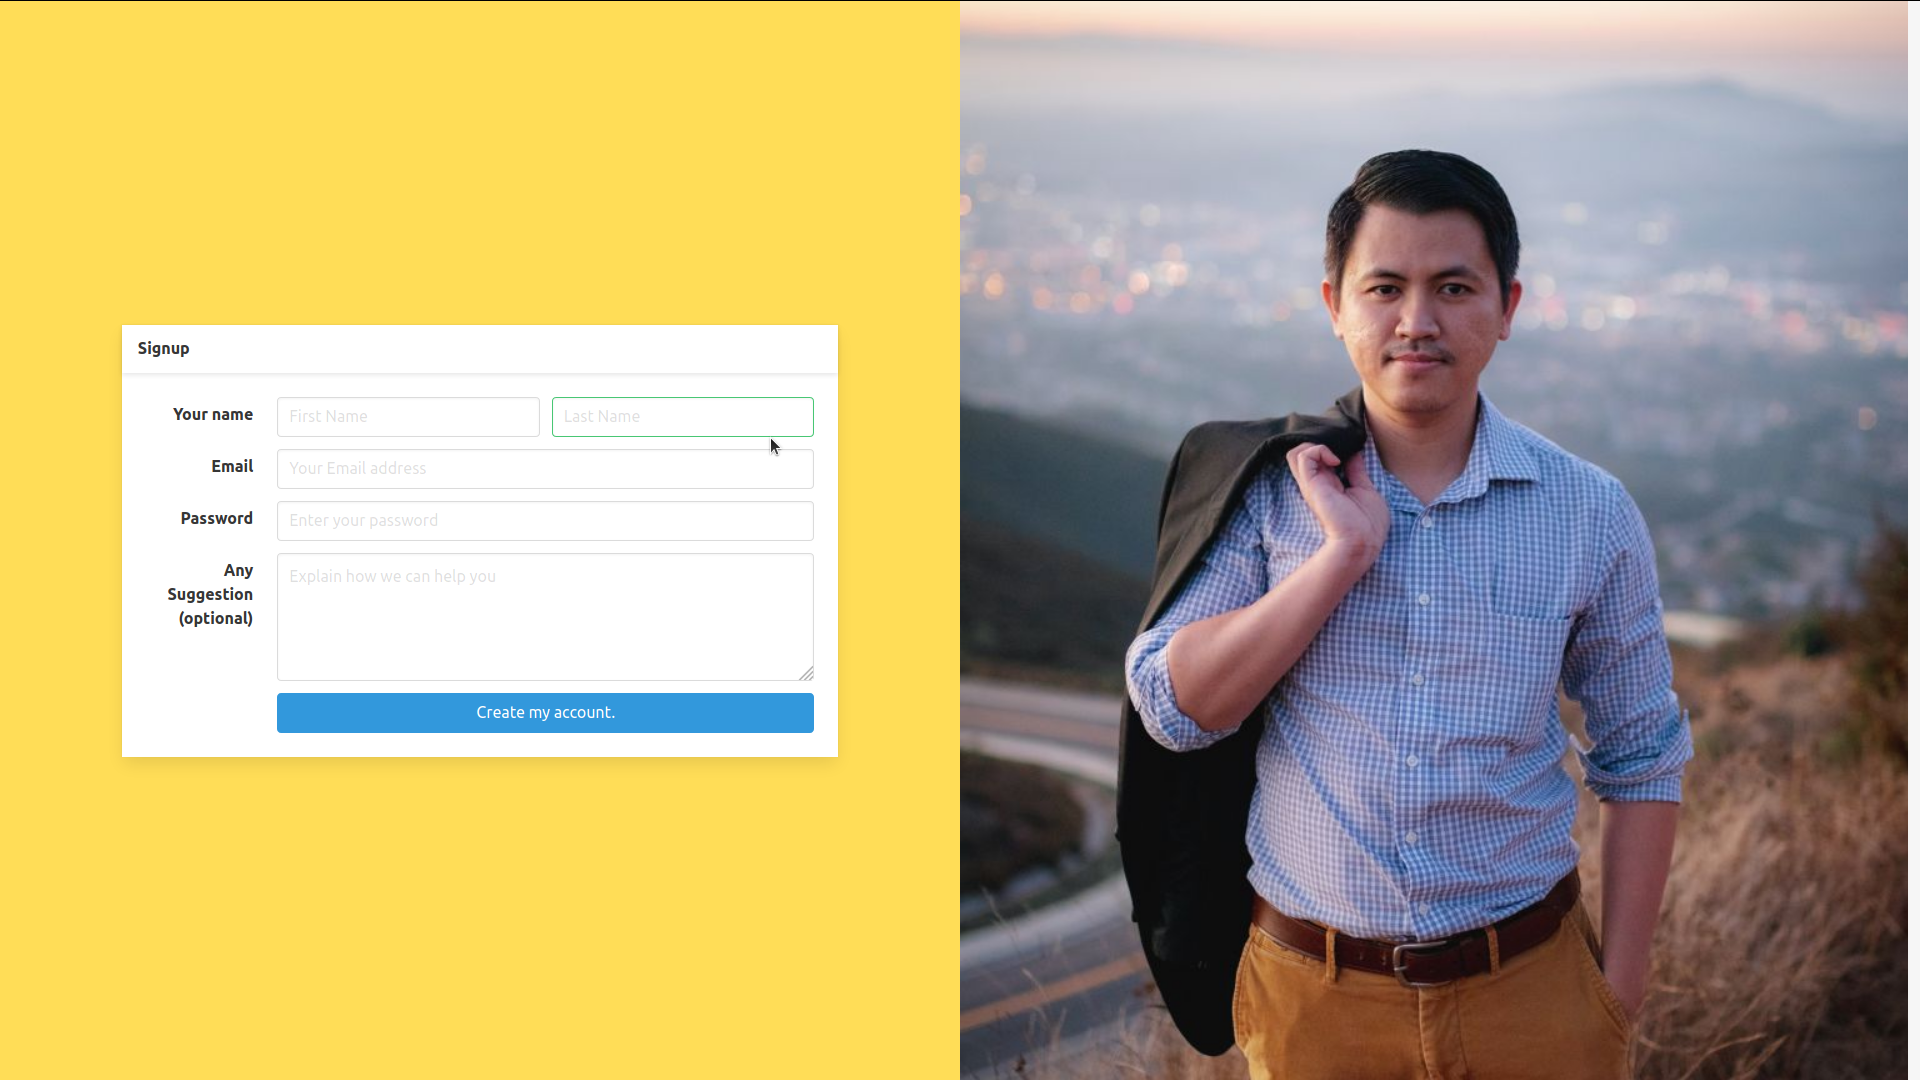 Signup
Your name
First Name
Last Name
Email
Your Email address
Password
Enter your password
Any
Suggestion
(optional)
Explain how we can help you
Create my account.